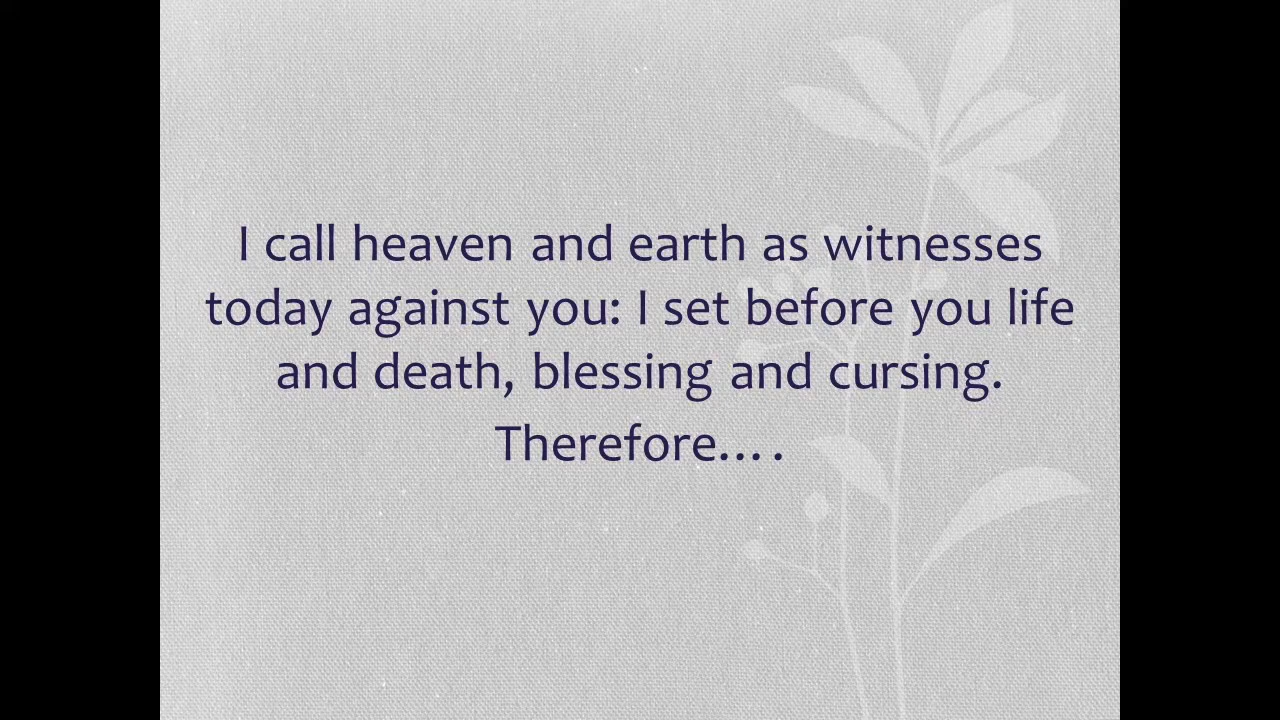 I call heaven and earth as witnesses
today against you: I set before you life
and death, blessing and cursing.
Therefore.. . .